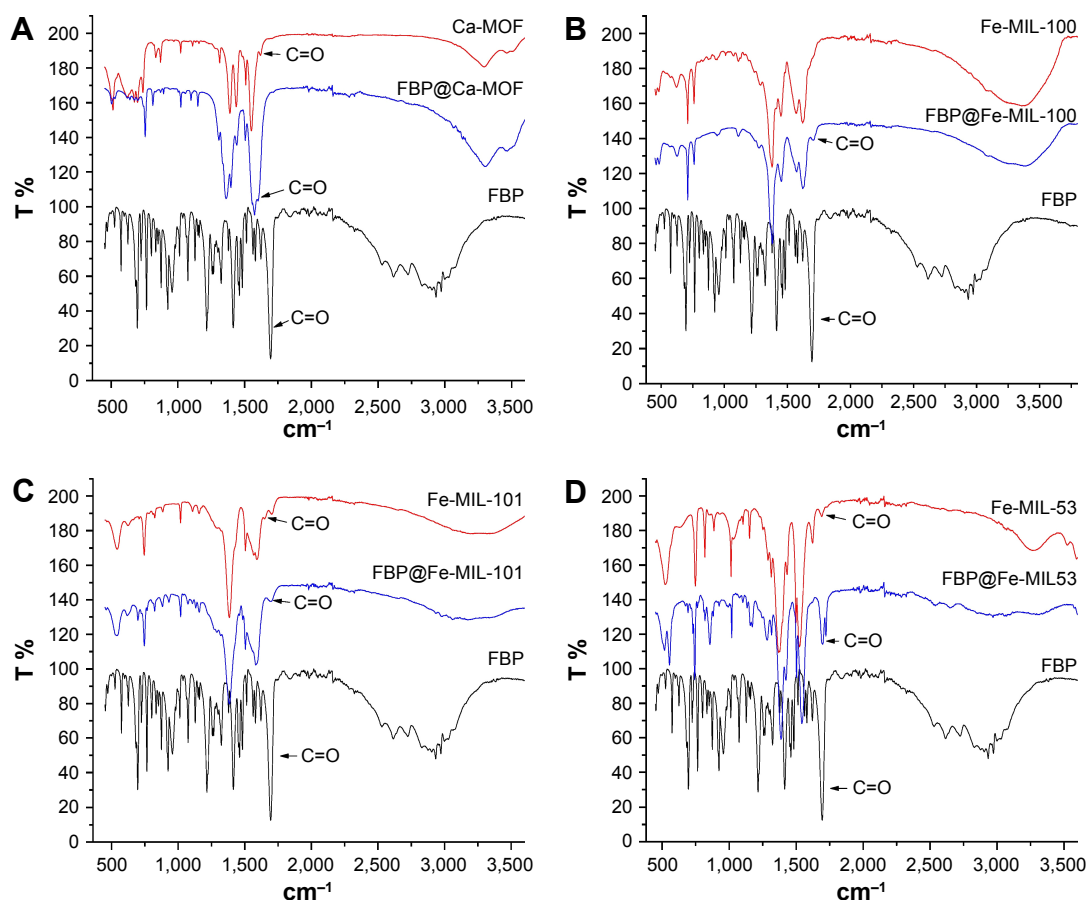 A
Ca-MOF
C=O
FBP@Ca-MOF
C=O
FBP
C=O
T %
200
180
160
140
120
100
80
60
40
20
0
500 1,000 1,500 2,000 2,500 3,000 3,500
cm⁻¹
B
Fe-MIL-100
FBP@Fe-MIL-100
C=O
FBP
C=O
T %
200
180
160
140
120
100
80
60
40
20
0
500 1,000 1,500 2,000 2,500 3,000 3,500
cm⁻¹
C
Fe-MIL-101
C=O
FBP@Fe-MIL-101
C=O
FBP
C=O
T %
200
180
160
140
120
100
80
60
40
20
0
500 1,000 1,500 2,000 2,500 3,000 3,500
cm⁻¹
D
C=O
Fe-MIL-53
FBP@Fe-MIL53
C=O
FBP
C=O
T %
200
180
160
140
120
100
80
60
40
20
0
500 1,000 1,500 2,000 2,500 3,000 3,500
cm⁻¹